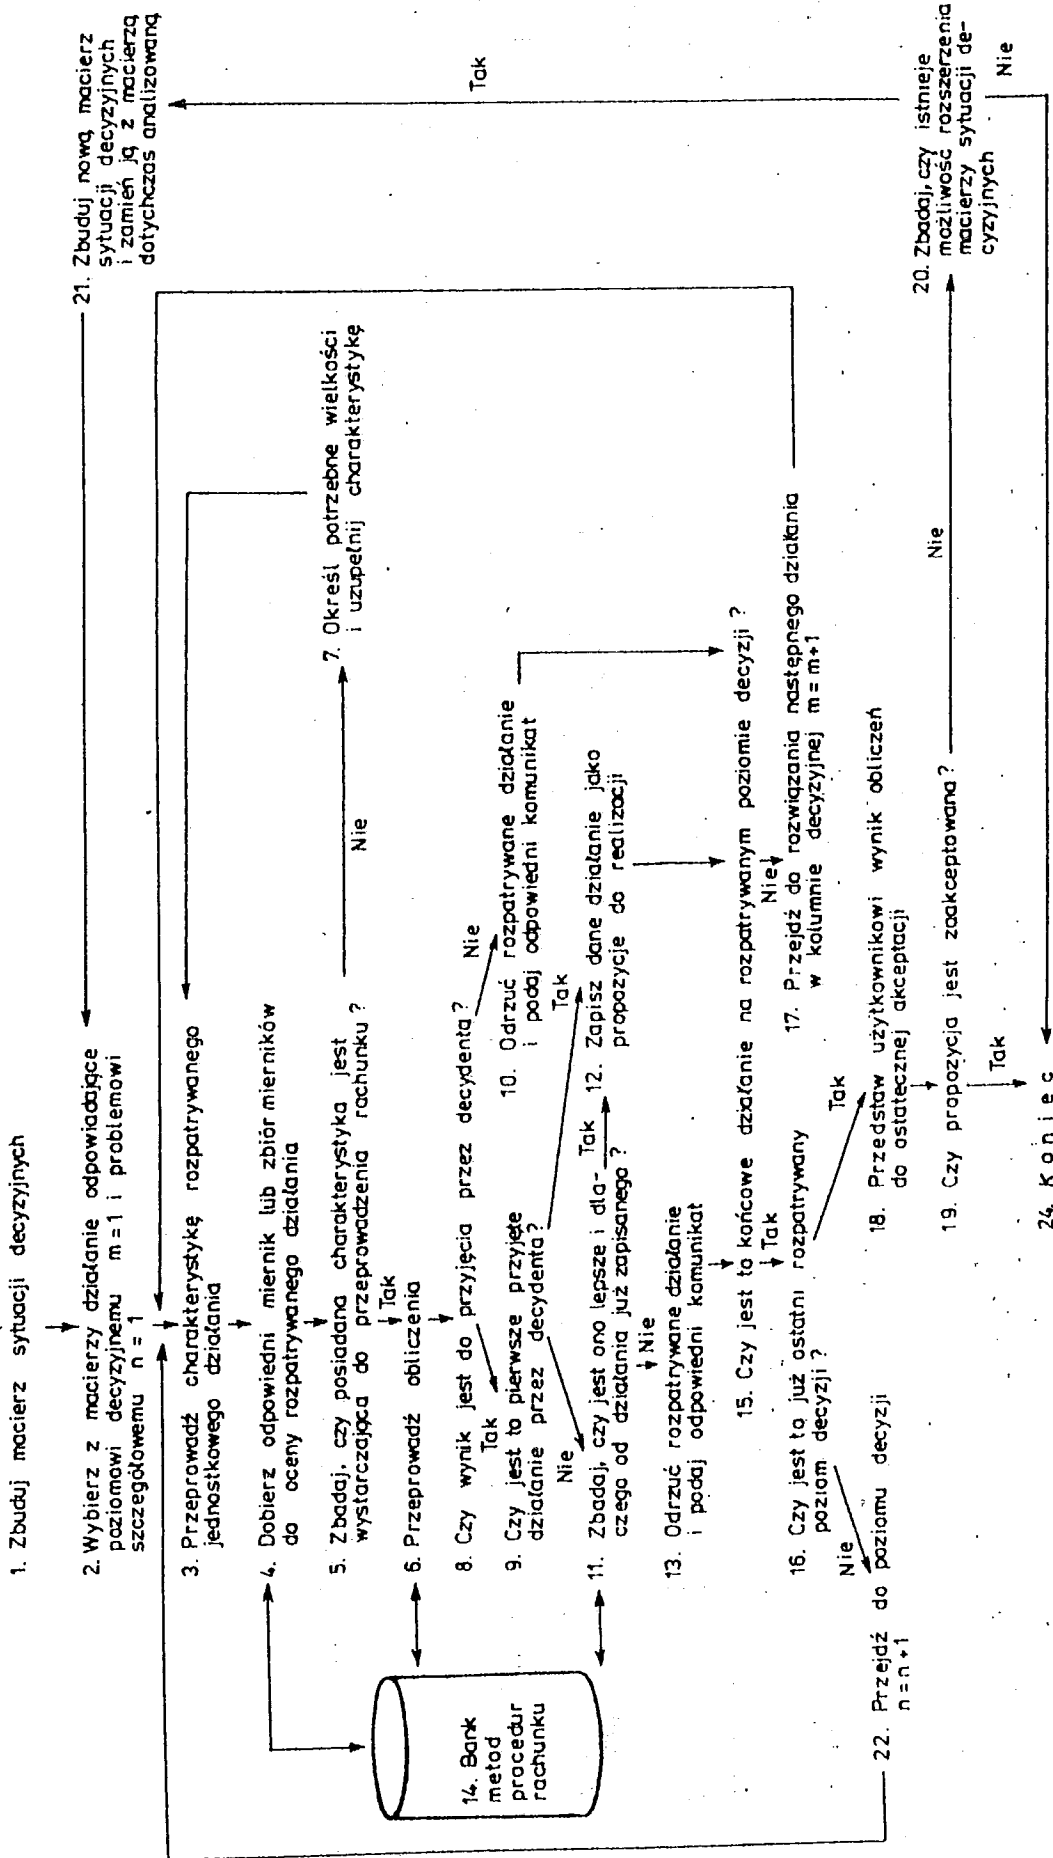 1. Zbuduj macierz sytuacji decyzyjnych
2. Wybierz z macierzy działanie odpowiadające
poziomowi decyzyjnemu m=1 i problemowi
szczegółowemu n=1
3. Przeprowadź charakterystykę rozpatrywanego
jednostkowego działania
4. Dobierz odpowiedni miernik lub zbiór mierników
do oceny rozpatrywanego działania
5. Zbadaj, czy posiadana charakterystyka jest
wystarczająca do przeprowadzenia rachunku?
Nie
Tak
6. Przeprowadź obliczenia
7. Określ potrzebne wielkości
i uzupełnij charakterystykę
8. Czy wynik jest do przyjęcia przez decydenta?
Tak
Nie
9. Czy jest to pierwsze przyjęte
działanie przez decydenta?
Nie
Tak
10. Odrzuć rozpatrywane działanie
i podaj odpowiedni komunikat
11. Zbadaj, czy jest ono lepsze i dla-
czego od działania już zapisanego?
Tak
Nie
12. Zapisz dane działanie jako
propozycje do realizacji
13. Odrzuć rozpatrywane działanie
i podaj odpowiedni komunikat
14. Bank
metod
procedur
rachunku
15. Czy jest to końcowe działanie na rozpatrywanym poziomie decyzji?
Tak
Nie
16. Czy jest to już ostatni rozpatrywany
poziom decyzji?
Nie
Tak
17. Przejdź do rozwiązania następnego działania
w kolumnie decyzyjnej m=m+1
18. Przedstaw użytkownikowi wynik obliczeń
do ostatecznej akceptacji
19. Czy propozycja jest zaakceptowana?
Tak
Nie
20. Zbadaj, czy istnieje
możliwość rozszerzenia
macierzy sytuacji de-
cyzyjnych
Tak
Nie
21. Zbuduj nową macierz
sytuacji decyzyjnych
i zamień ją z macierzą
dotychczas analizowaną
22. Przejdź do poziomu decyzji
n=n+1
24. Koniec